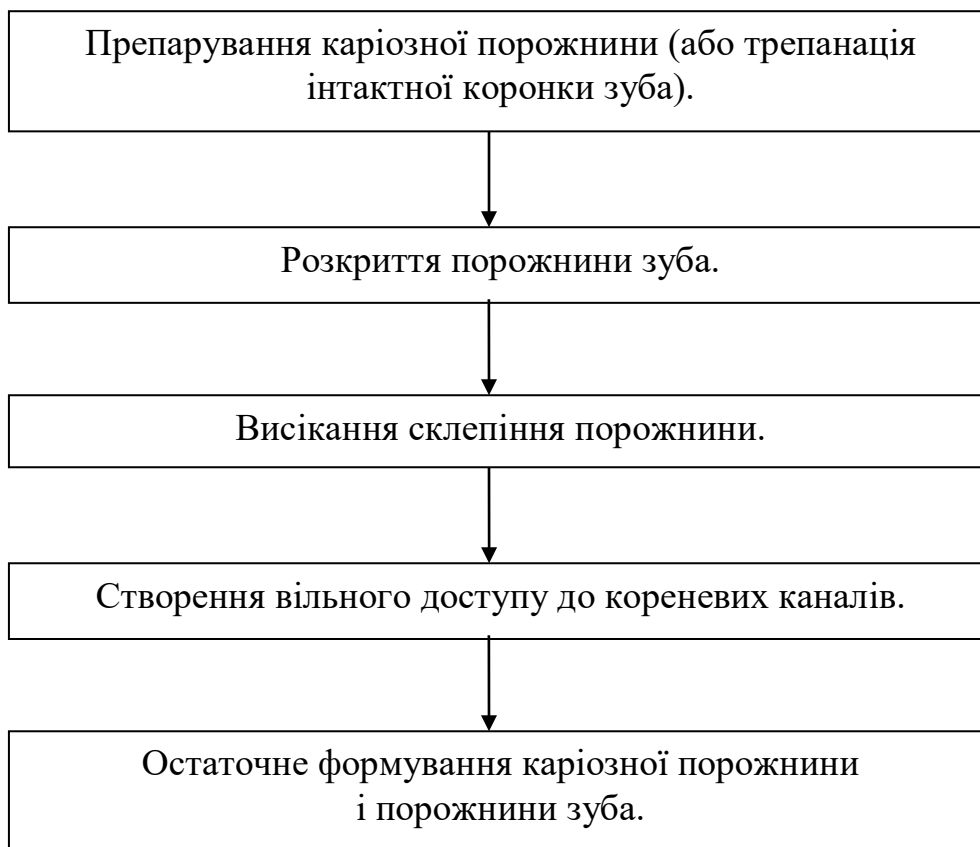 Препарування каріозної порожнини (або трепанація
інтактної коронки зуба).
Розкриття порожнини зуба.
Висікання склепіння порожнини.
Створення вільного доступу до кореневих каналів.
Остаточне формування каріозної порожнини
і порожнини зуба.